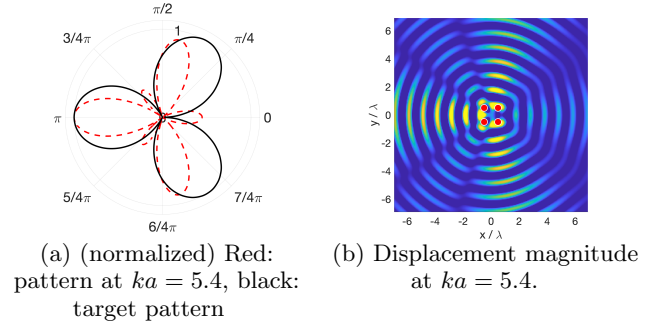 π/2
1
3/4π
π/4
π
0
5/4π
7/4π
6/4π
6
4
2
0
-2
-4
-6
y / λ
-6 -4 -2 0 2 4 6
x / λ
(a) (normalized) Red:
pattern at ka = 5.4, black:
target pattern
(b) Displacement magnitude
at ka = 5.4.